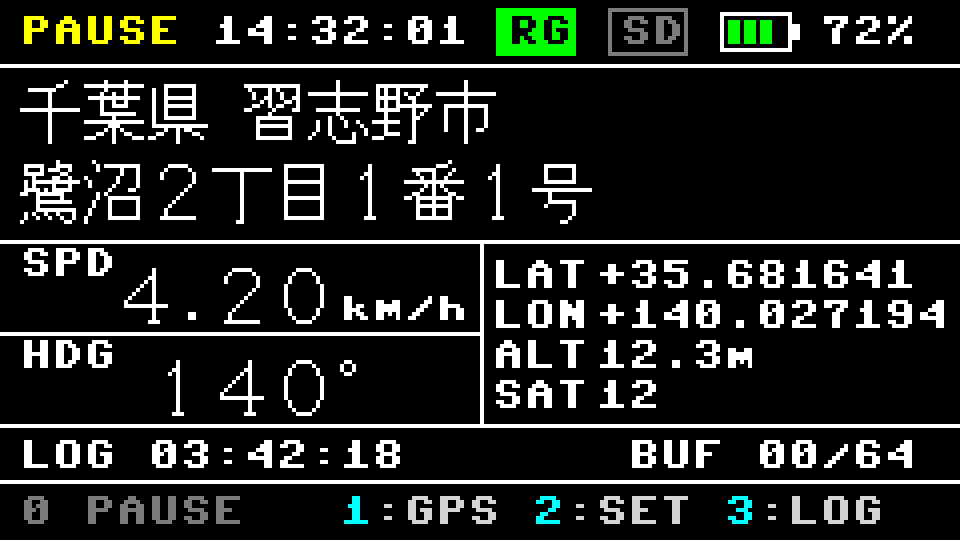 PAUSE 14:32:01 RG SD 72%
千葉県 習志野市
鷺沼2丁目1番1号
SPD 4.20 km/h
HDG 140°
LAT +35.681641
LON +140.027194
ALT 12.3m
SAT 12
LOG 03:42:18 BUF 00/64
0 PAUSE 1:GPS 2:SET 3:LOG